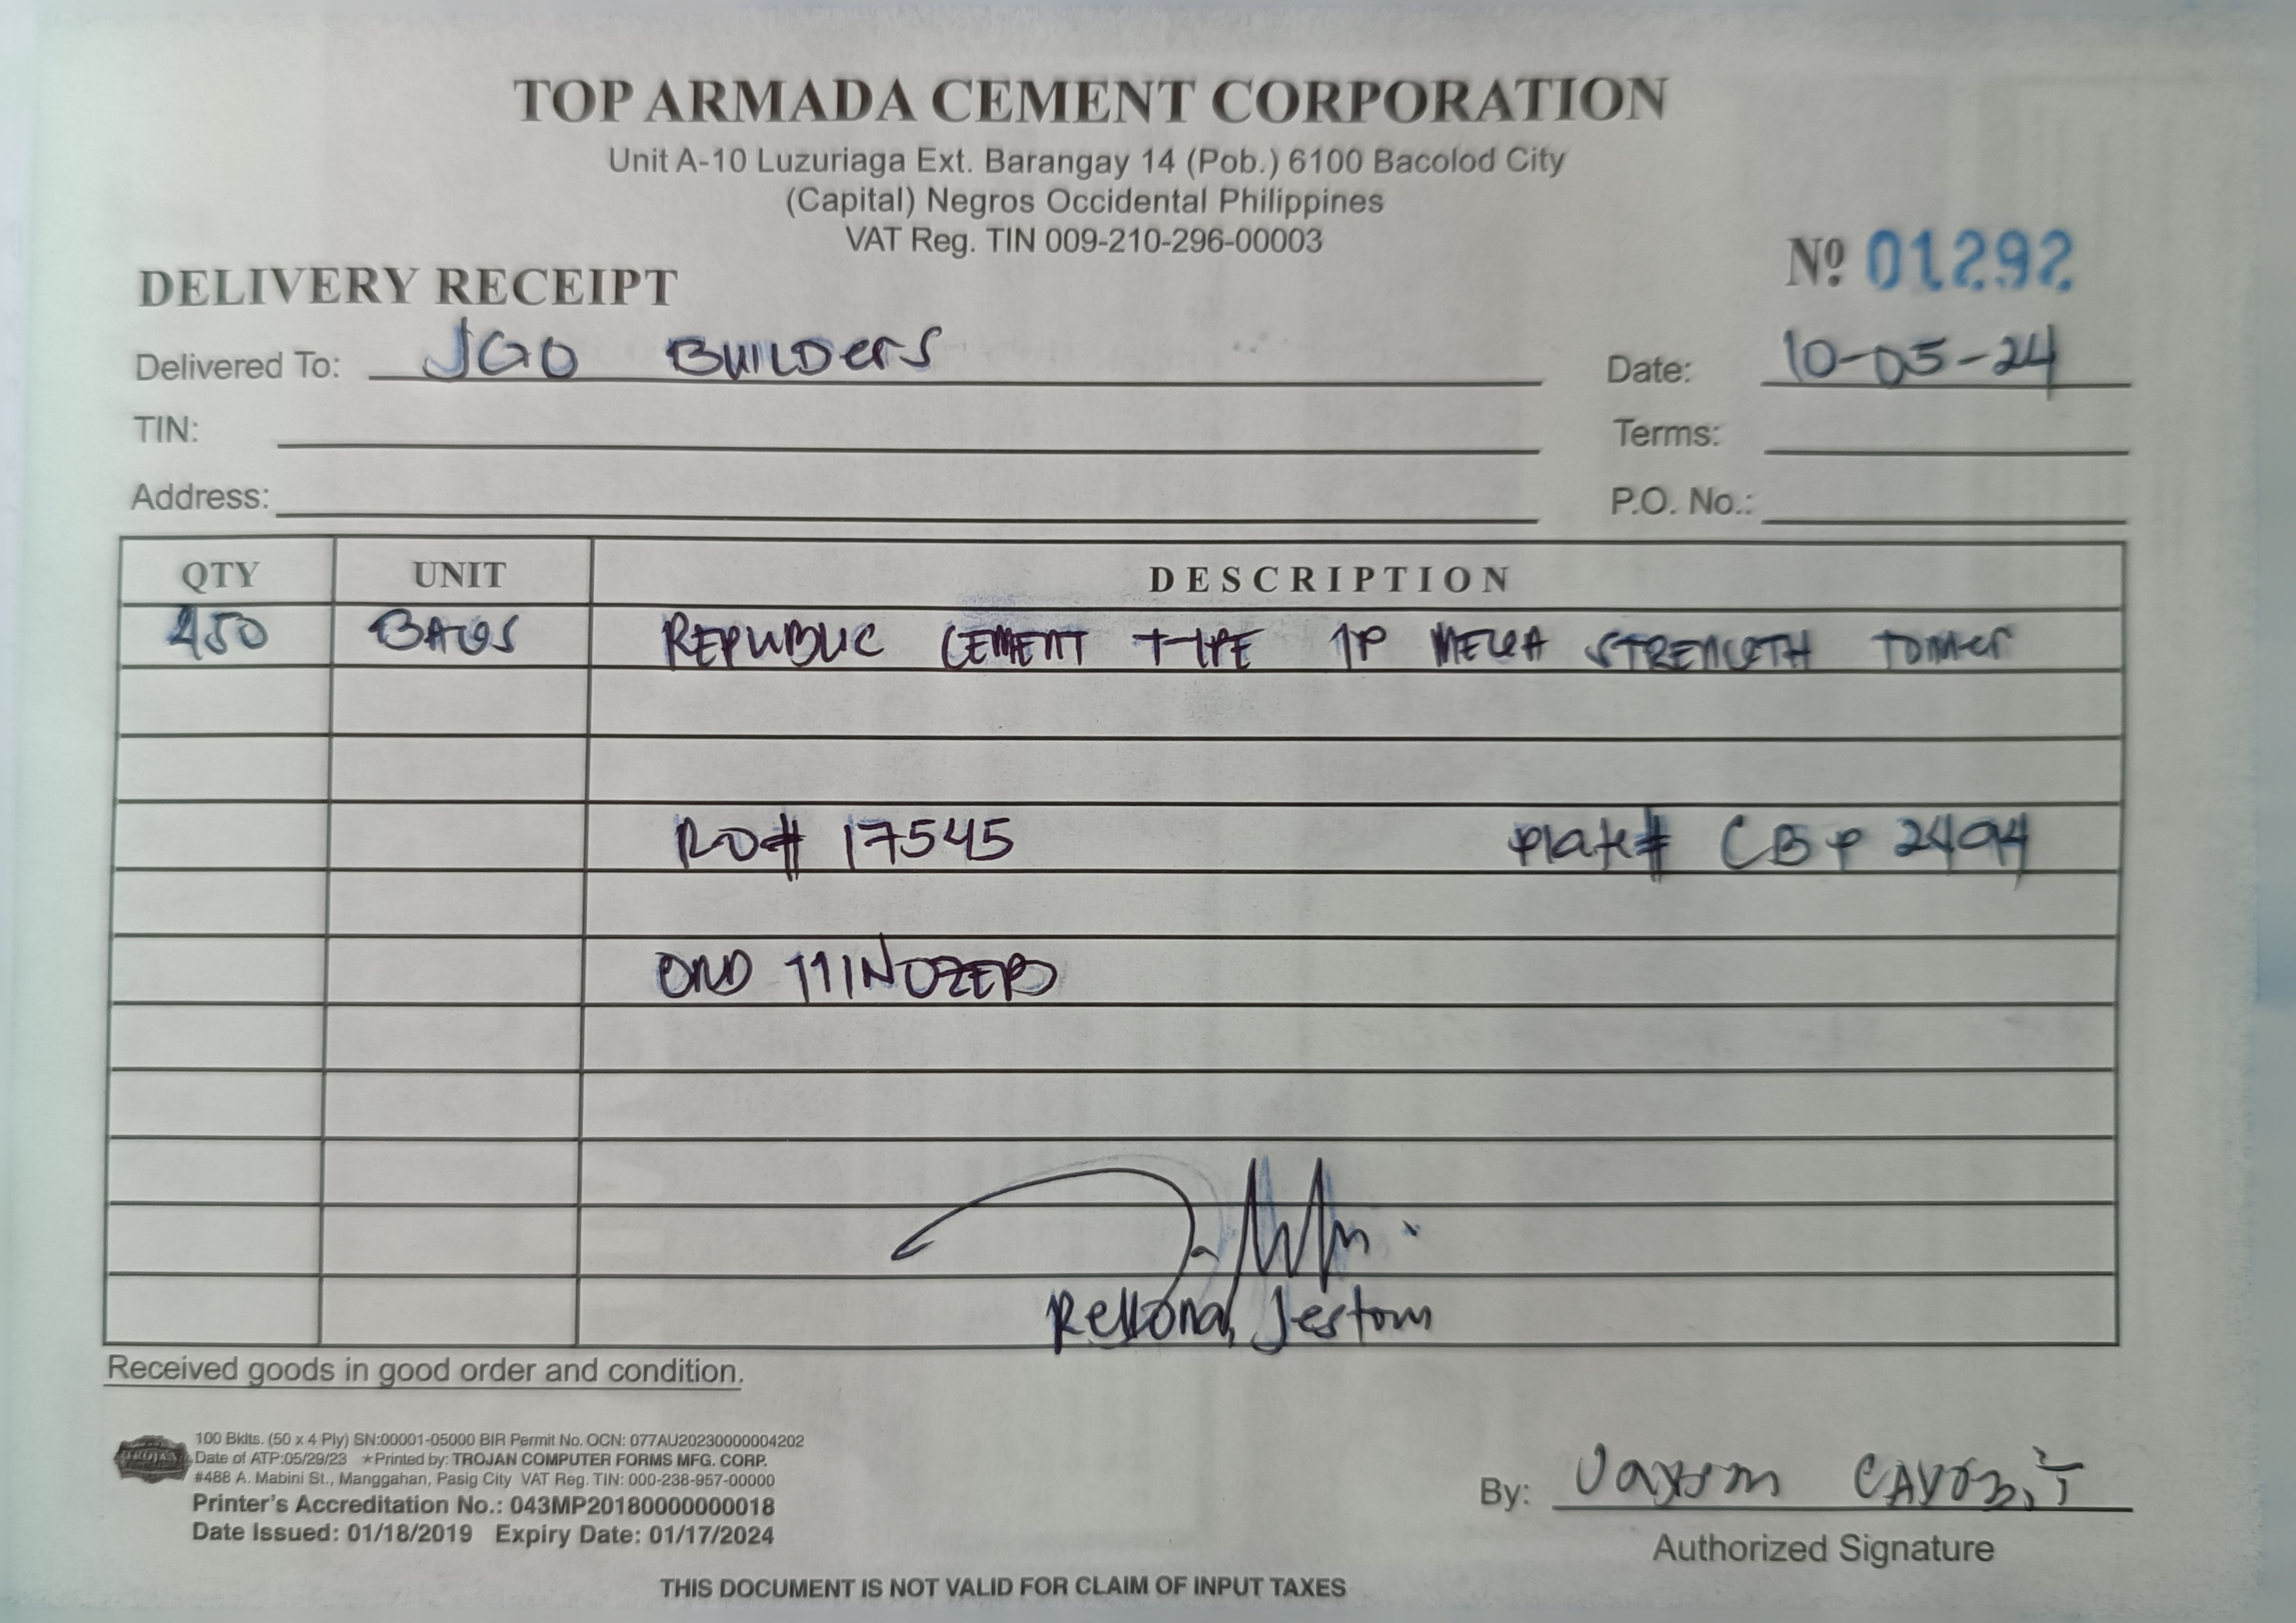 TOP ARMADA CEMENT CORPORATION
Unit A-10 Luzuriaga Ext. Barangay 14 (Pob.) 6100 Bacolod City
(Capital) Negros Occidental Philippines
VAT Reg. TIN 009-210-296-00003
DELIVERY RECEIPT Nº 01292
Delivered To: JGO BUILDERS Date: 10-05-24
TIN: Terms:
Address: P.O. No.:
QTY UNIT DESCRIPTION
450 BAGS REPUBLIC CEMENT TYPE 1P MEGA STRENGTH TONNER
RO# 17545 Plate# CBP 2494
Rellona, Jestom
Received goods in good order and condition.
TROJAN
100 Bklts. (50 x 4 Ply) SN:00001-05000 BIR Permit No. OCN: 077AU20230000004202
Date of ATP:05/29/23 ★Printed by: TROJAN COMPUTER FORMS MFG. CORP.
#488 A. Mabini St., Manggahan, Pasig City VAT Reg. TIN: 000-238-957-00000
Printer's Accreditation No.: 043MP20180000000018
Date Issued: 01/18/2019 Expiry Date: 01/17/2024
By:
Authorized Signature
THIS DOCUMENT IS NOT VALID FOR CLAIM OF INPUT TAXES